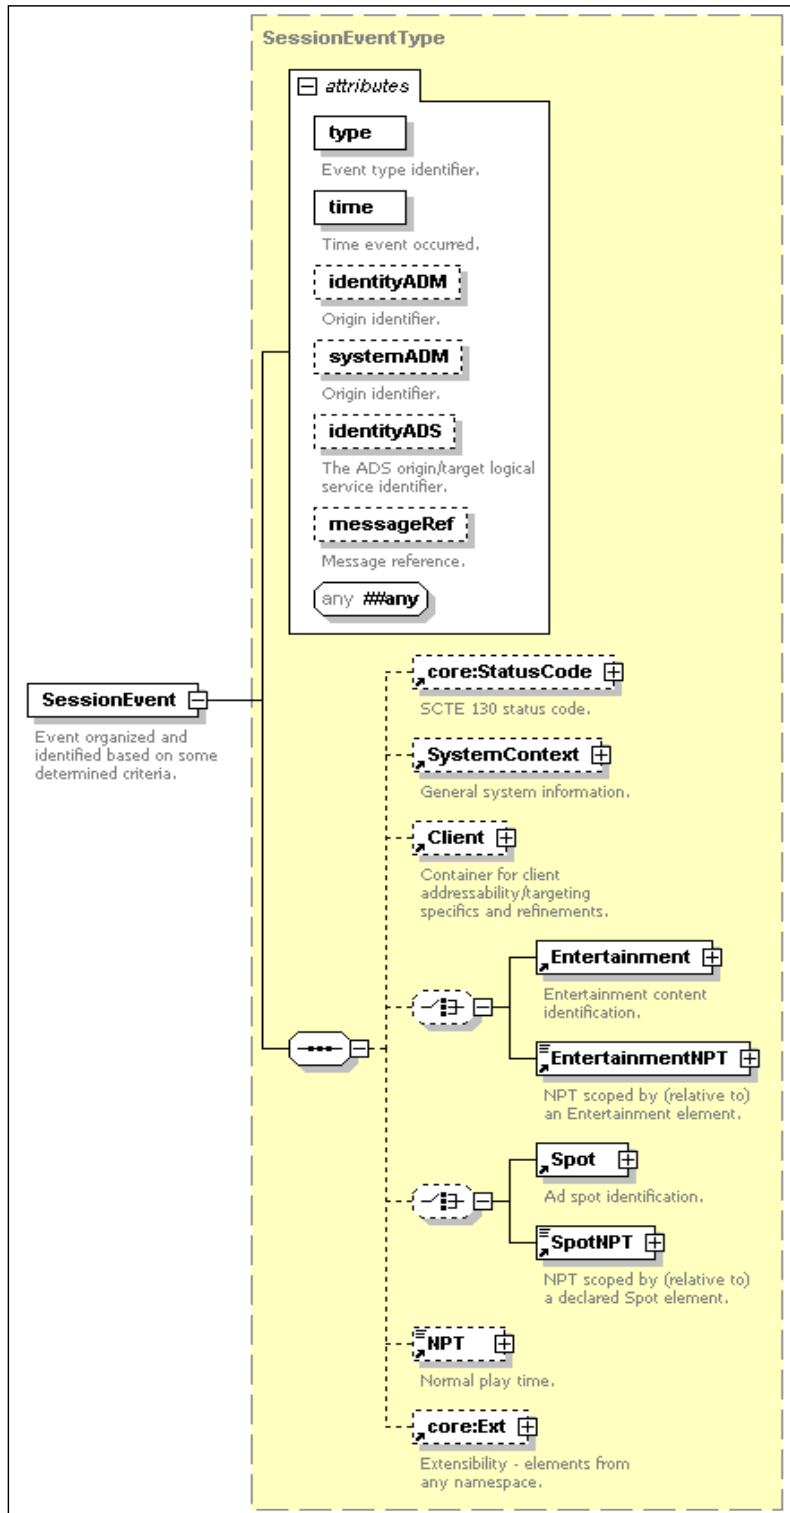 SessionEventType
attributes
type
Event type identifier.
time
Time event occurred.
identityADM
Origin identifier.
systemADM
Origin identifier.
identityADS
The ADS origin/target logical
service identifier.
messageRef
Message reference.
any ##any
SessionEvent
Event organized and
identified based on some
determined criteria.
core:StatusCode
SCTE 130 status code.
SystemContext
General system information.
Client
Container for client
addressability/targeting
specifics and refinements.
Entertainment
Entertainment content
identification.
EntertainmentNPT
NPT scoped by (relative to)
an Entertainment element.
Spot
Ad spot identification.
SpotNPT
NPT scoped by (relative to)
a declared Spot element.
NPT
Normal play time.
core:Ext
Extensibility - elements from
any namespace.